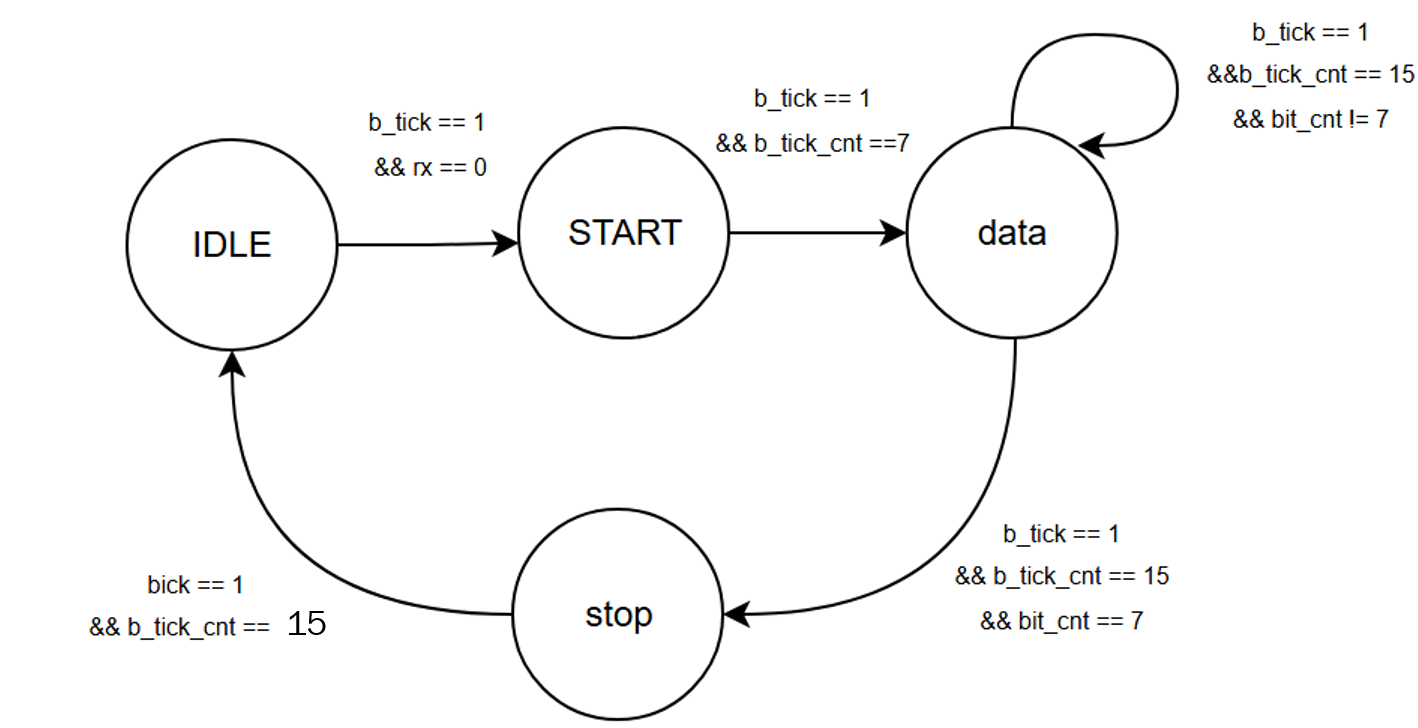 b_tick == 1
&& rx == 0
b_tick == 1
&& b_tick_cnt ==7
b_tick == 1
&&b_tick_cnt == 15
&& bit_cnt != 7
IDLE
START
data
b_tick == 1
&& b_tick_cnt == 15
&& bit_cnt == 7
bick == 1
&& b_tick_cnt == 15
stop